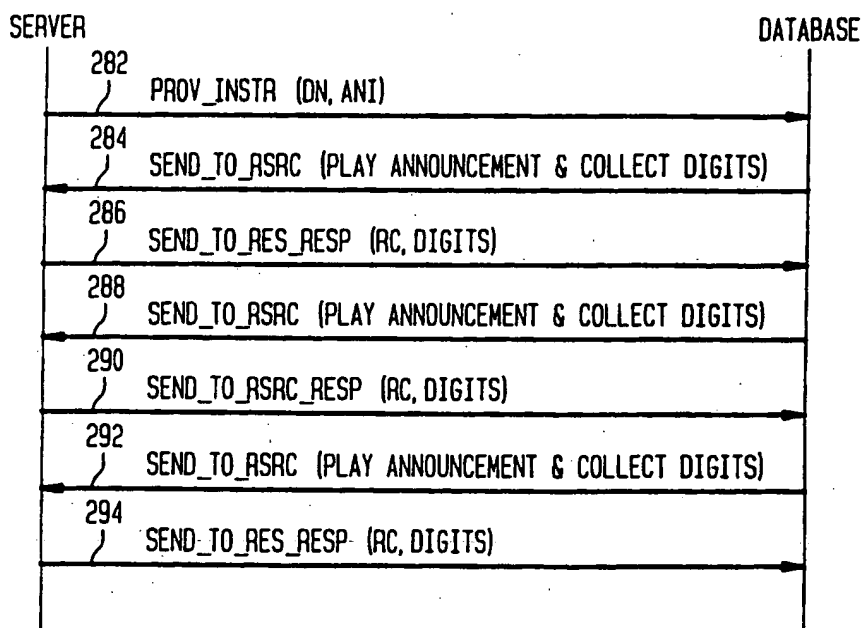 SERVER
DATABASE
282
PROV_INSTR (DN, ANI)
284
SEND_TO_RSRC (PLAY ANNOUNCEMENT & COLLECT DIGITS)
286
SEND_TO_RES_RESP (RC, DIGITS)
288
SEND_TO_RSRC (PLAY ANNOUNCEMENT & COLLECT DIGITS)
290
SEND_TO_RSRC_RESP (RC, DIGITS)
292
SEND_TO_RSRC (PLAY ANNOUNCEMENT & COLLECT DIGITS)
294
SEND_TO_RES_RESP (RC, DIGITS)